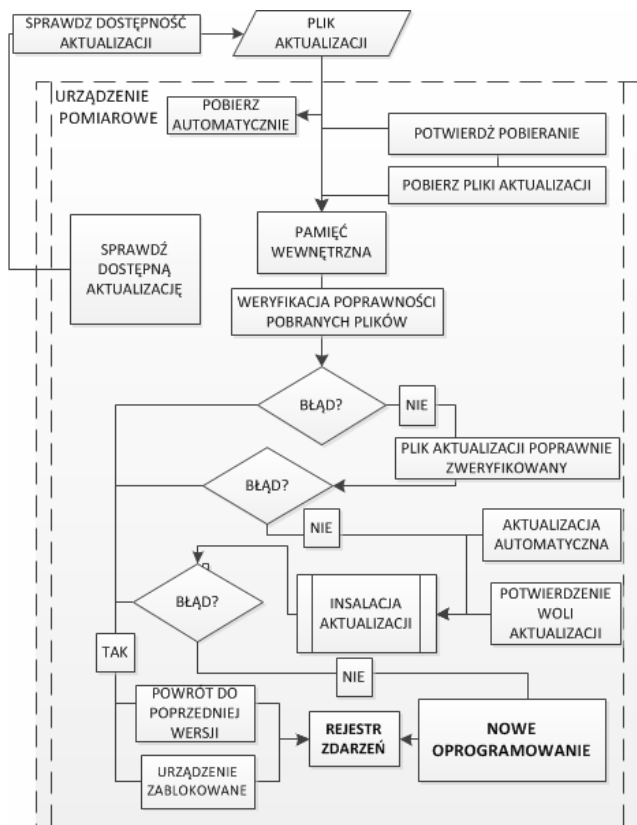 SPRAWDZ DOSTĘPNOŚĆ
AKTUALIZACJI
PLIK
AKTUALIZACJI
URZĄDZENIE
POMIAROWE
POBIERZ
AUTOMATYCZNIE
POTWIERDŹ POBIERANIE
POBIERZ PLIKI AKTUALIZACJI
PAMIĘĆ
WEWNĘTRZNA
SPRAWDŹ
DOSTĘPNĄ
AKTUALIZACJĘ
WERYFIKACJA POPRAWNOŚCI
POBRANYCH PLIKÓW
BŁĄD?
NIE
PLIK AKTUALIZACJI POPRAWNIE
ZWERYFIKOWANY
BŁĄD?
NIE
AKTUALIZACJA
AUTOMATYCZNA
BŁĄD?
INSALACJA
AKTUALIZACJI
POTWIERDZENIE
WOLI
AKTUALIZACJI
TAK
NIE
POWRÓT DO
POPRZEDNIEJ
WERSJI
REJESTR
ZDARZEŃ
NOWE
OPROGRAMOWANIE
URZĄDZENIE
ZABLOKOWANE